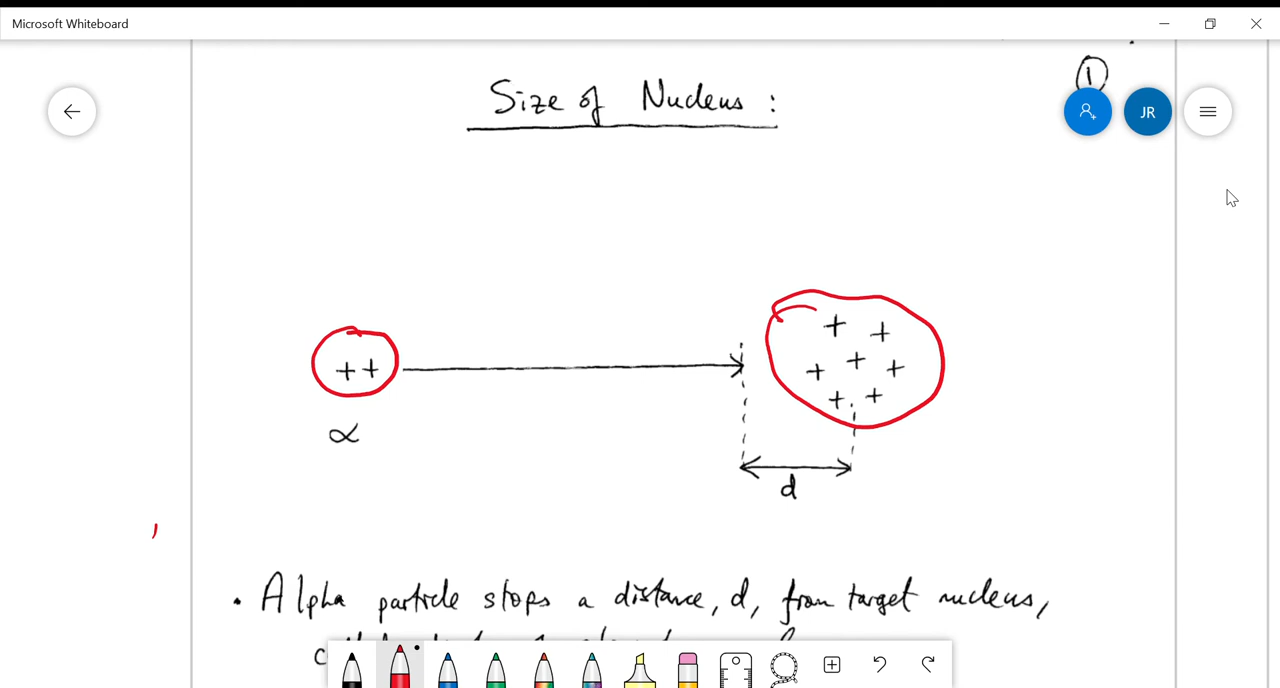 Microsoft Whiteboard
①
Size of Nucleus :
JR
+ +
+ +
+ + +
+ +
α
d
• Alpha particle stops a distance, d, from target nucleus,